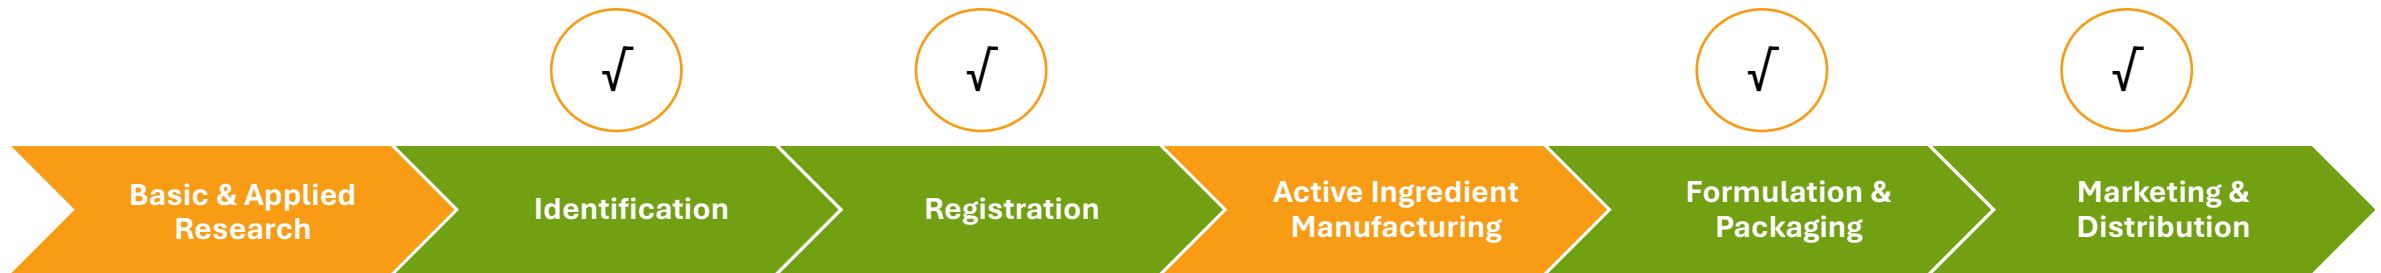 √
√
√
√
Basic & Applied
Research
Identification
Registration
Active Ingredient
Manufacturing
Formulation &
Packaging
Marketing &
Distribution